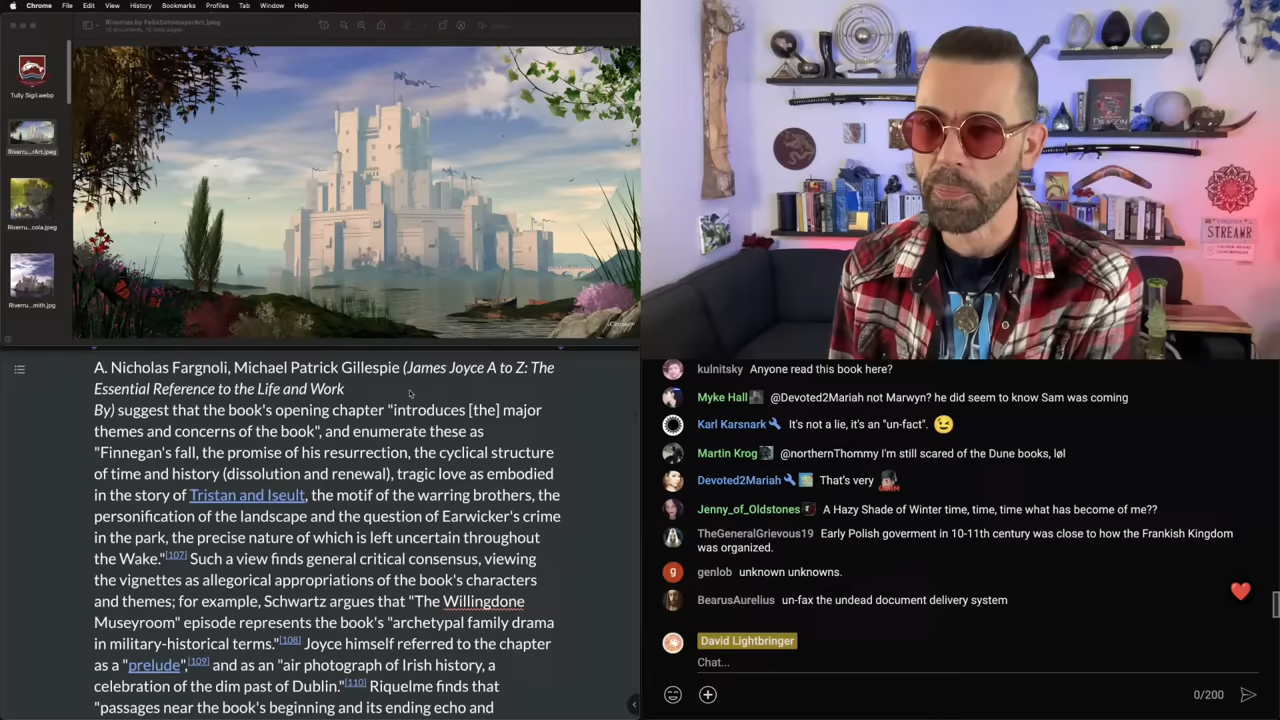 Chrome File Edit View History Bookmarks Profiles Tab Window Help
Riverrun by FelixSotomayorArt.jpeg
Tully Sigil.webp
Riverru...rArt.jpeg
Riverru...cola.jpeg
Riverru...mith.jpg
A. Nicholas Fargnoli, Michael Patrick Gillespie (James Joyce A to Z: The
Essential Reference to the Life and Work
By) suggest that the book's opening chapter "introduces [the] major
themes and concerns of the book", and enumerate these as
"Finnegan's fall, the promise of his resurrection, the cyclical structure
of time and history (dissolution and renewal), tragic love as embodied
in the story of Tristan and Iseult, the motif of the warring brothers, the
personification of the landscape and the question of Earwicker's crime
in the park, the precise nature of which is left uncertain throughout
the Wake."[107] Such a view finds general critical consensus, viewing
the vignettes as allegorical appropriations of the book's characters
and themes; for example, Schwartz argues that "The Willingdone
Museyroom" episode represents the book's "archetypal family drama
in military-historical terms."[108] Joyce himself referred to the chapter
as a "prelude",[109] and as an "air photograph of Irish history, a
celebration of the dim past of Dublin."[110] Riquelme finds that
"passages near the book's beginning and its ending echo and
DRAGON
STREAMR
kulnitsky Anyone read this book here?
Myke Hall @Devoted2Mariah not Marwyn? he did seem to know Sam was coming
Karl Karsnark It's not a lie, it's an "un-fact".
Martin Krog @northernThommy I'm still scared of the Dune books, løl
Devoted2Mariah That's very
Jenny_of_Oldstones A Hazy Shade of Winter time, time, time what has become of me??
TheGeneralGrievous19 Early Polish goverment in 10-11th century was close to how the Frankish Kingdom
was organized.
g genlob unknown unknowns.
BearusAurelius un-fax the undead document delivery system
David Lightbringer
Chat...
0/200